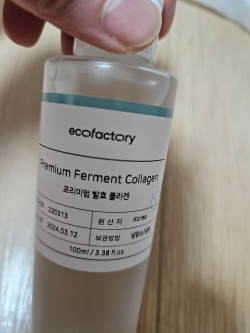 ecofactory
Premium Ferment Collagen
프리미엄 발효 콜라겐
230313
원 산 지
Korea
2024.03.12
보관방법
100ml / 3.38 fl.oz.